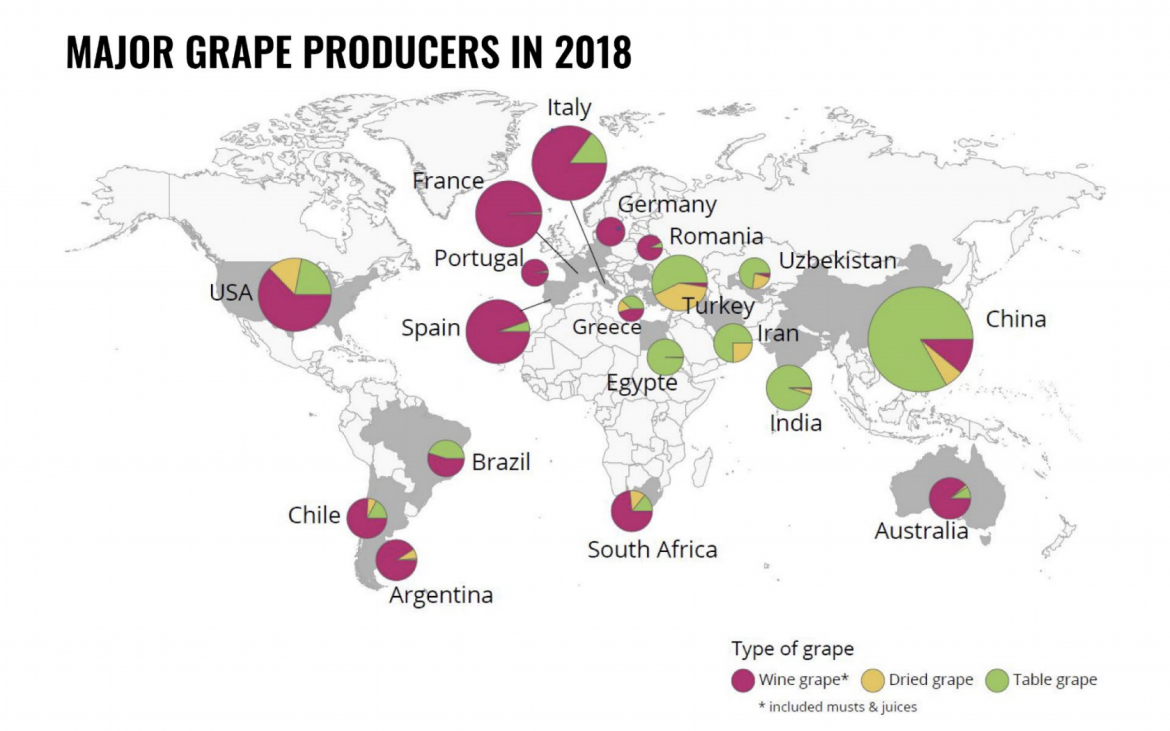 MAJOR GRAPE PRODUCERS IN 2018
Italy
France
Germany
Romania
Portugal
Uzbekistan
USA
Turkey
Spain
Greece
Iran
China
Egypte
India
Brazil
Chile
Australia
South Africa
Argentina
Type of grape
Wine grape* Dried grape Table grape
* included musts & juices